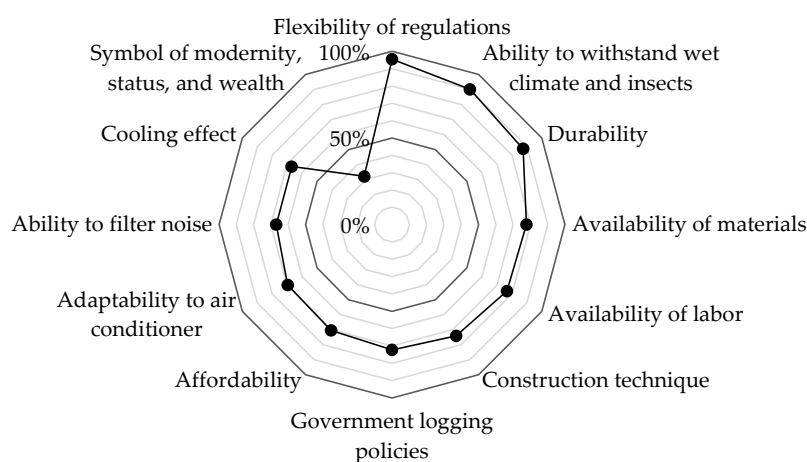 Flexibility of regulations
100%
Ability to withstand wet
climate and insects
Durability
Availability of materials
Availability of labor
Construction technique
Government logging
policies
Affordability
Adaptability to air
conditioner
Ability to filter noise
Cooling effect
Symbol of modernity,
status, and wealth
50%
0%